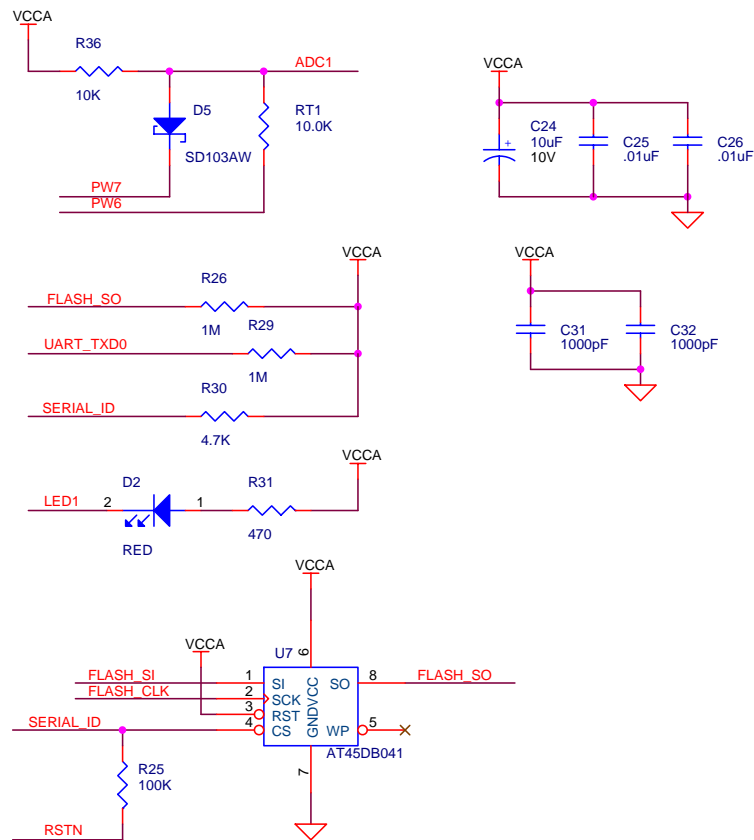 VCCA
R36
10K
ADC1
D5
SD103AW
RT1
10.0K
PW7
PW6
VCCA
C24
10uF
10V
+
C25
.01uF
C26
.01uF
VCCA
FLASH_SO
R26
1M
UART_TXD0
R29
1M
SERIAL_ID
R30
4.7K
VCCA
C31
1000pF
C32
1000pF
LED1
2
D2
1
RED
R31
470
VCCA
VCCA
VCCA
U7
6
FLASH_SI
1
SI
FLASH_CLK
2
SCK
3
RST
SERIAL_ID
4
CS
GND
VCC
SO
8
FLASH_SO
WP
5
AT45DB041
7
R25
100K
RSTN